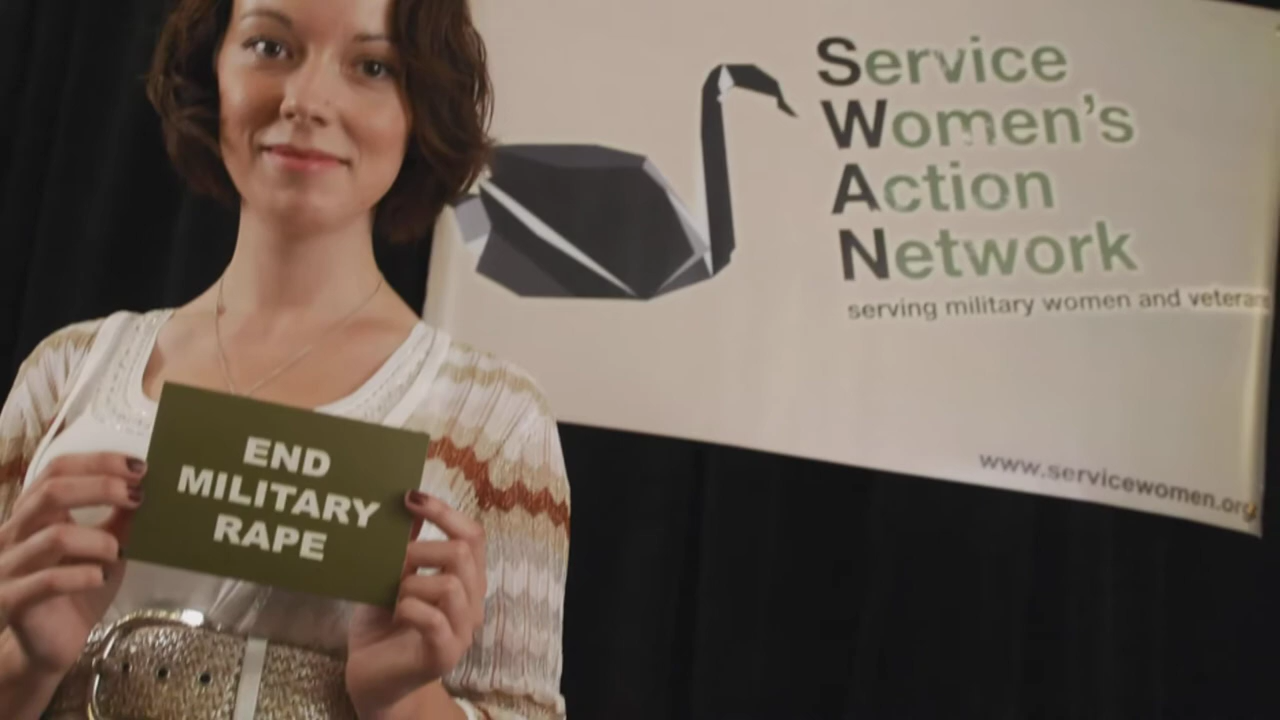 Service
Women's
Action
Network
serving military women and veterans
www.servicewomen.org
END
MILITARY
RAPE